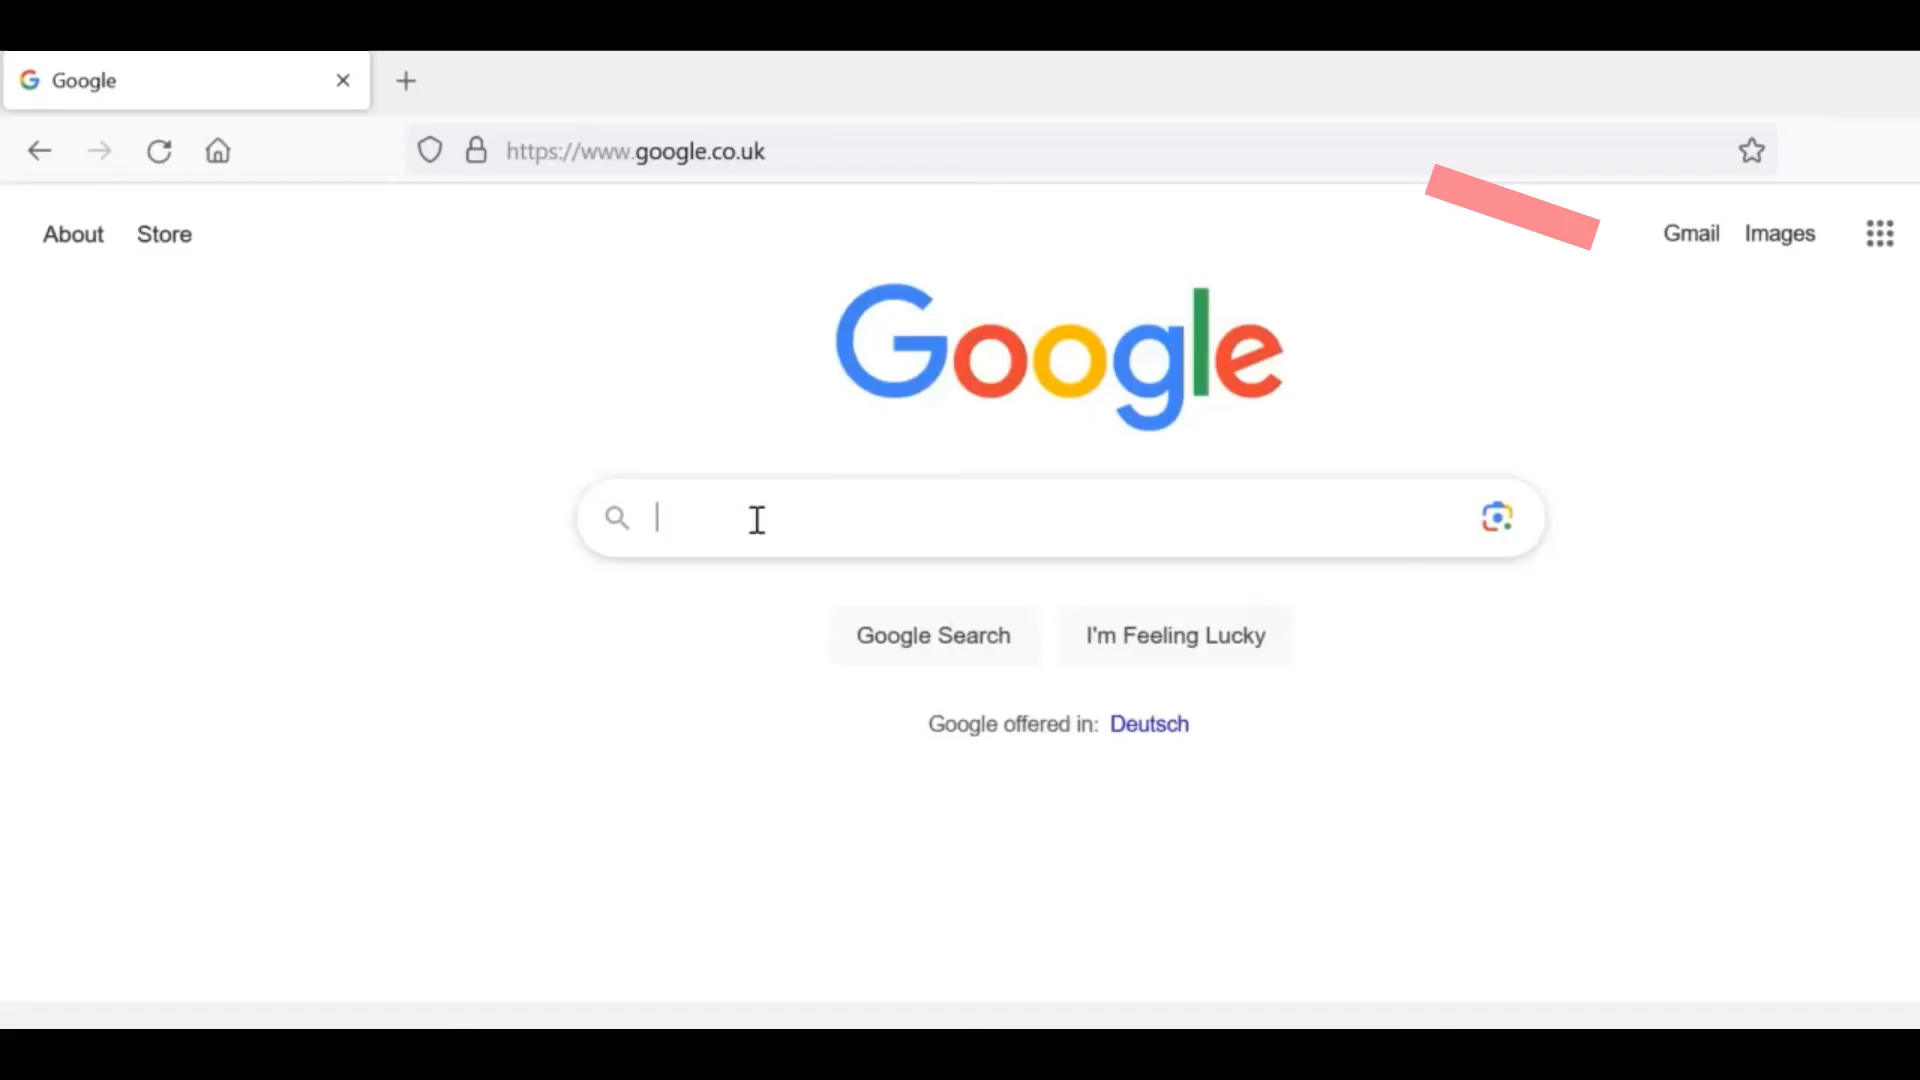 Google
https://www.google.co.uk
About Store Gmail Images
Google
Google Search I'm Feeling Lucky
Google offered in: Deutsch